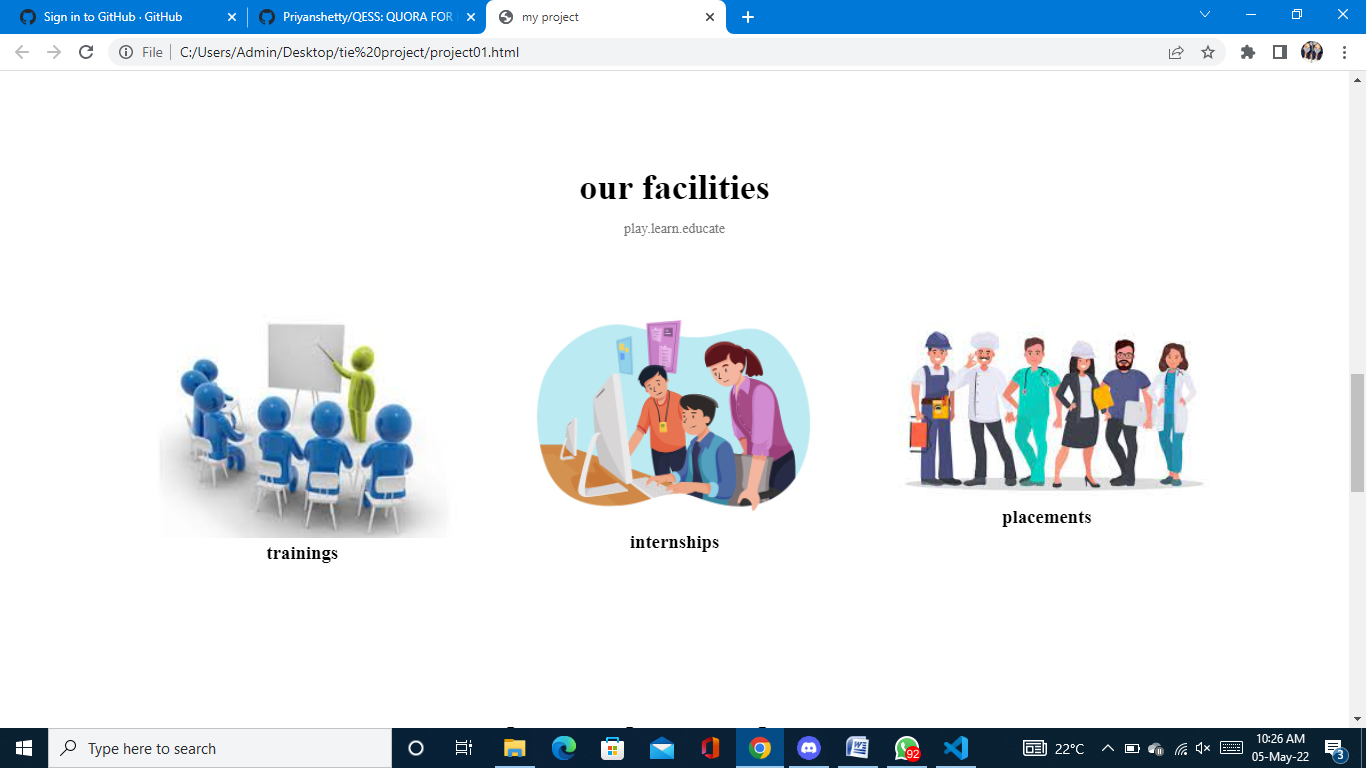 Sign in to GitHub · GitHub
Priyanshetty/QESS: QUORA FOR
my project
File
C:/Users/Admin/Desktop/tie%20project/project01.html
our facilities
play.learn.educate
trainings
internships
placements
Type here to search
92
22°C
10:26 AM
05-May-22
3